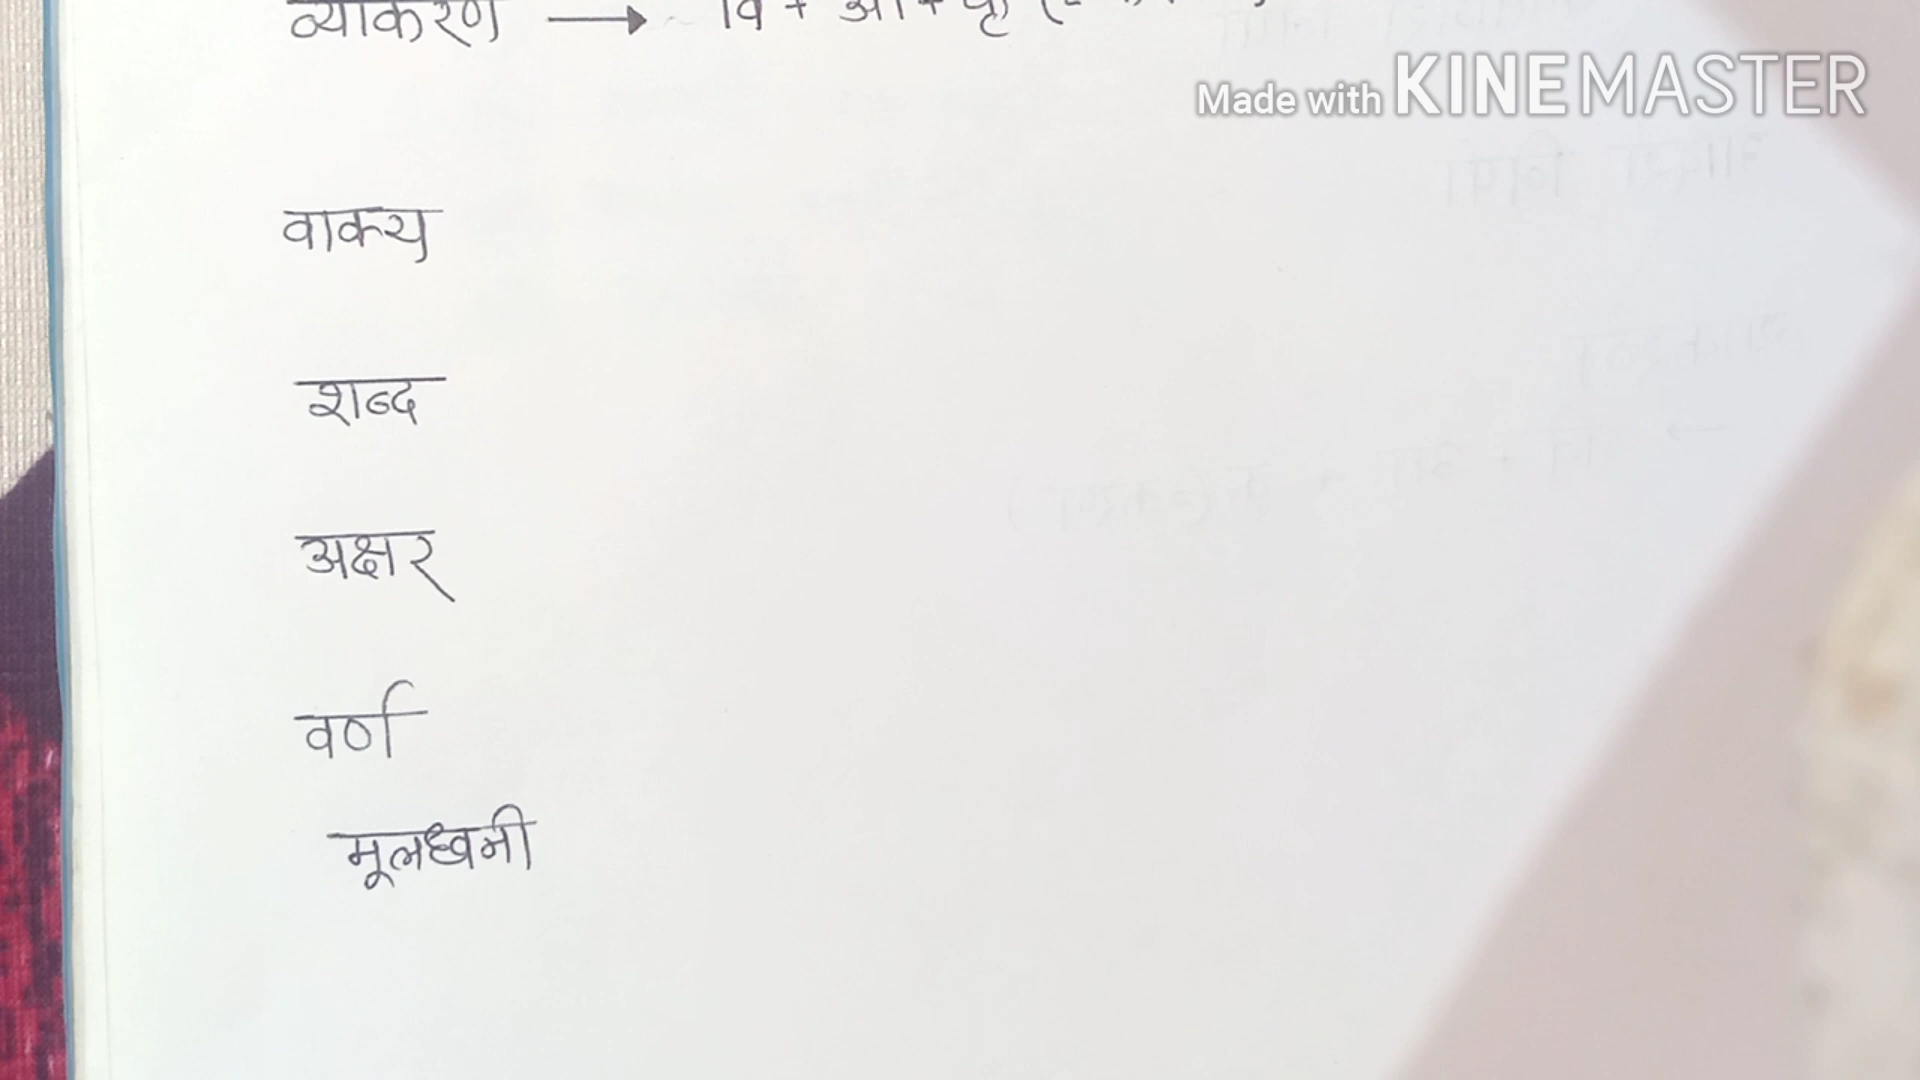 व्याकरण → वि + आ + कृ
Made with KINEMASTER
वाक्य
शब्द
अक्षर
वर्ण
मूलध्वनी